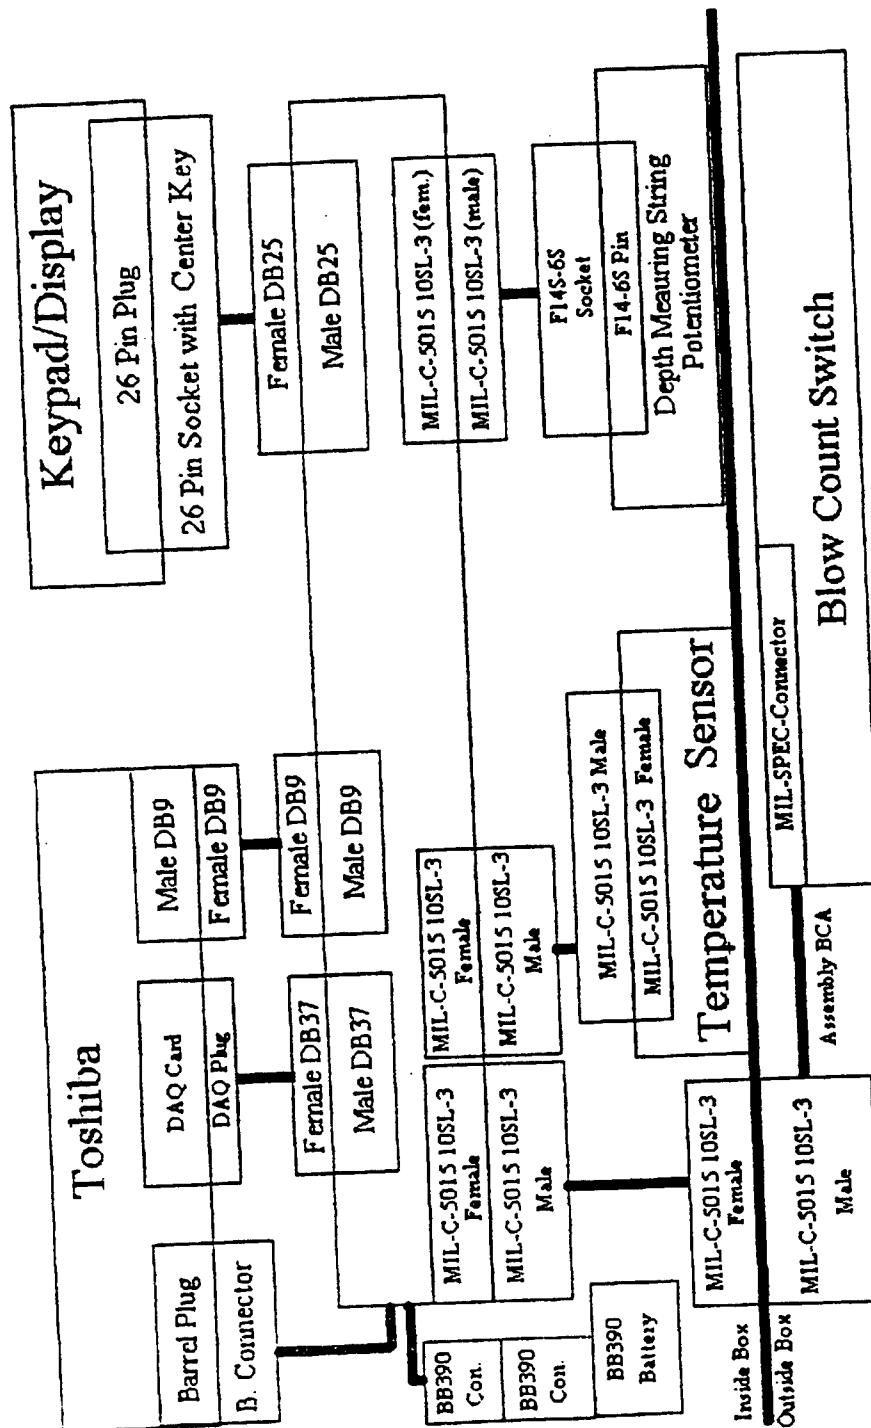 Toshiba
Keypad/Display
26 Pin Plug
26 Pin Socket with Center Key
Barrel Plug
B. Connector
DAQ Card
DAQ Plug
Male DB9
Female DB9
Female DB37
Male DB37
Female DB9
Male DB9
Female DB25
Male DB25
BB390
Con.
BB390
Con.
BB390
Battery
MIL-C-5015 10SL-3
Female
MIL-C-5015 10SL-3
Male
MIL-C-5015 10SL-3
Female
MIL-C-5015 10SL-3
Male
MIL-C-5015 10SL-3 (fem.)
MIL-C-5015 10SL-3 (male)
MIL-C-5015 10SL-3 Male
MIL-C-5015 10SL-3 Female
Temperature Sensor
F14S-6S
Socket
F14-6S Pin
Depth Meauring String
Potentiometer
Inside Box
Outside Box
MIL-C-5015 10SL-3
Female
MIL-C-5015 10SL-3
Male
Assembly BCA
MIL-SPEC-Connector
Blow Count Switch